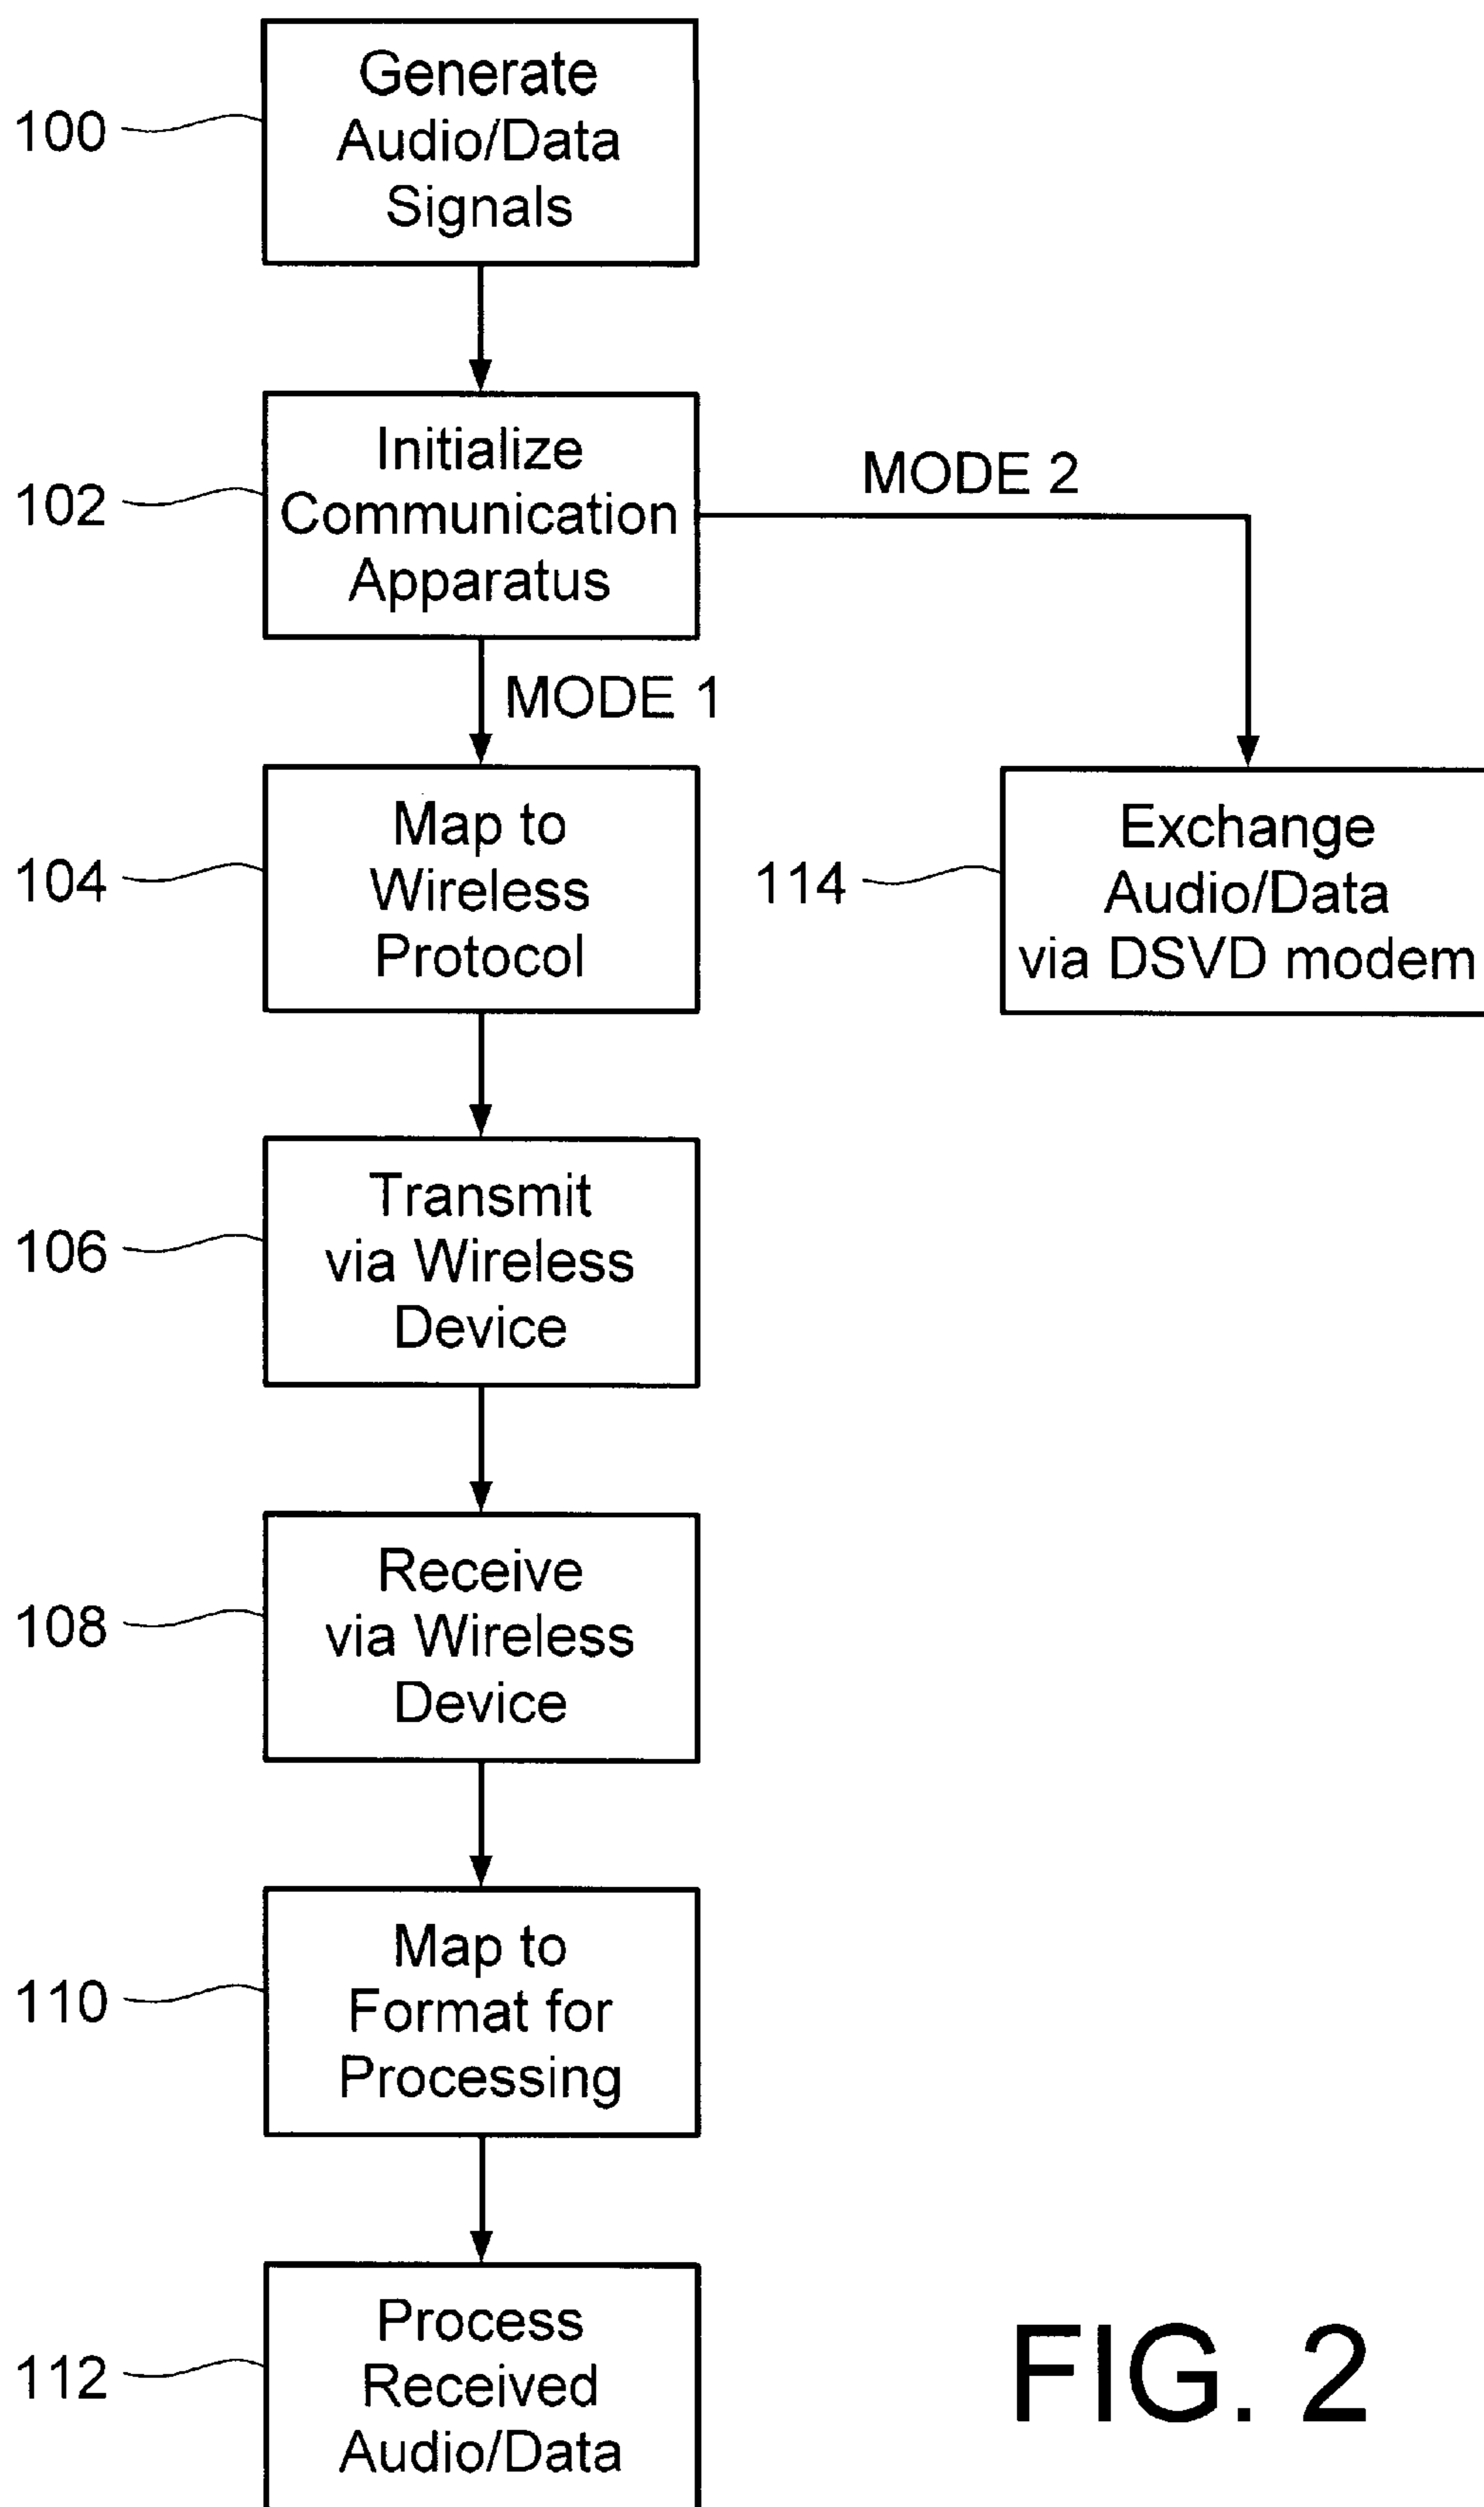 100
Generate
Audio/Data
Signals
102
Initialize
Communication
Apparatus
MODE 2
MODE 1
104
Map to
Wireless
Protocol
114
Exchange
Audio/Data
via DSVD modem
106
Transmit
via Wireless
Device
108
Receive
via Wireless
Device
110
Map to
Format for
Processing
112
Process
Received
Audio/Data
FIG. 2